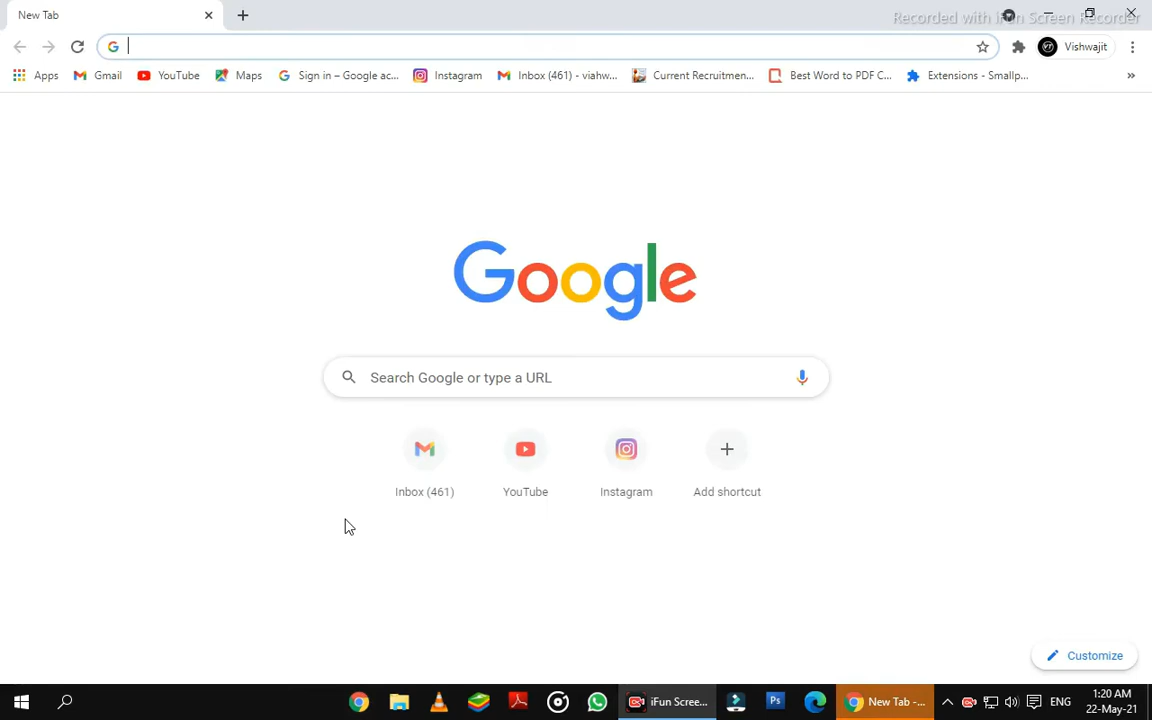 New Tab
Recorded with iFun Screen Recorder
Vishwajit
Apps
Gmail
YouTube
Maps
Sign in – Google ac...
Instagram
Inbox (461) - viahw...
Current Recruitmen...
Best Word to PDF C...
Extensions - Smallp...
»
Google
Search Google or type a URL
Inbox (461)
YouTube
Instagram
Add shortcut
Customize
iFun Scree...
Ps
New Tab -...
ENG
1:20 AM
22-May-21